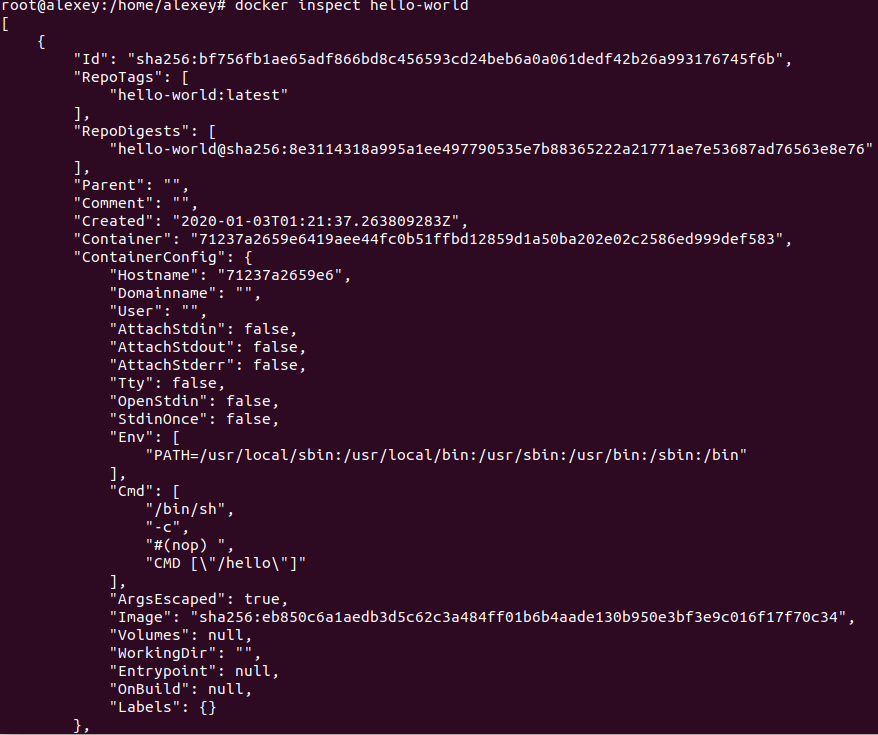 root@alexey:/home/alexey# docker inspect hello-world
[
    {
        "Id": "sha256:bf756fb1ae65adf866bd8c456593cd24beb6a0a061dedf42b26a993176745f6b",
        "RepoTags": [
            "hello-world:latest"
        ],
        "RepoDigests": [
            "hello-world@sha256:8e3114318a995a1ee497790535e7b88365222a21771ae7e53687ad76563e8e76"
        ],
        "Parent": "",
        "Comment": "",
        "Created": "2020-01-03T01:21:37.263809283Z",
        "Container": "71237a2659e6419aee44fc0b51ffbd12859d1a50ba202e02c2586ed999def583",
        "ContainerConfig": {
            "Hostname": "71237a2659e6",
            "Domainname": "",
            "User": "",
            "AttachStdin": false,
            "AttachStdout": false,
            "AttachStderr": false,
            "Tty": false,
            "OpenStdin": false,
            "StdinOnce": false,
            "Env": [
                "PATH=/usr/local/sbin:/usr/local/bin:/usr/sbin:/usr/bin:/sbin:/bin"
            ],
            "Cmd": [
                "/bin/sh",
                "-c",
                "#(nop) ",
                "CMD [\"/hello\"]"
            ],
            "ArgsEscaped": true,
            "Image": "sha256:eb850c6a1aedb3d5c62c3a484ff01b6b4aade130b950e3bf3e9c016f17f70c34",
            "Volumes": null,
            "WorkingDir": "",
            "Entrypoint": null,
            "OnBuild": null,
            "Labels": {}
        },